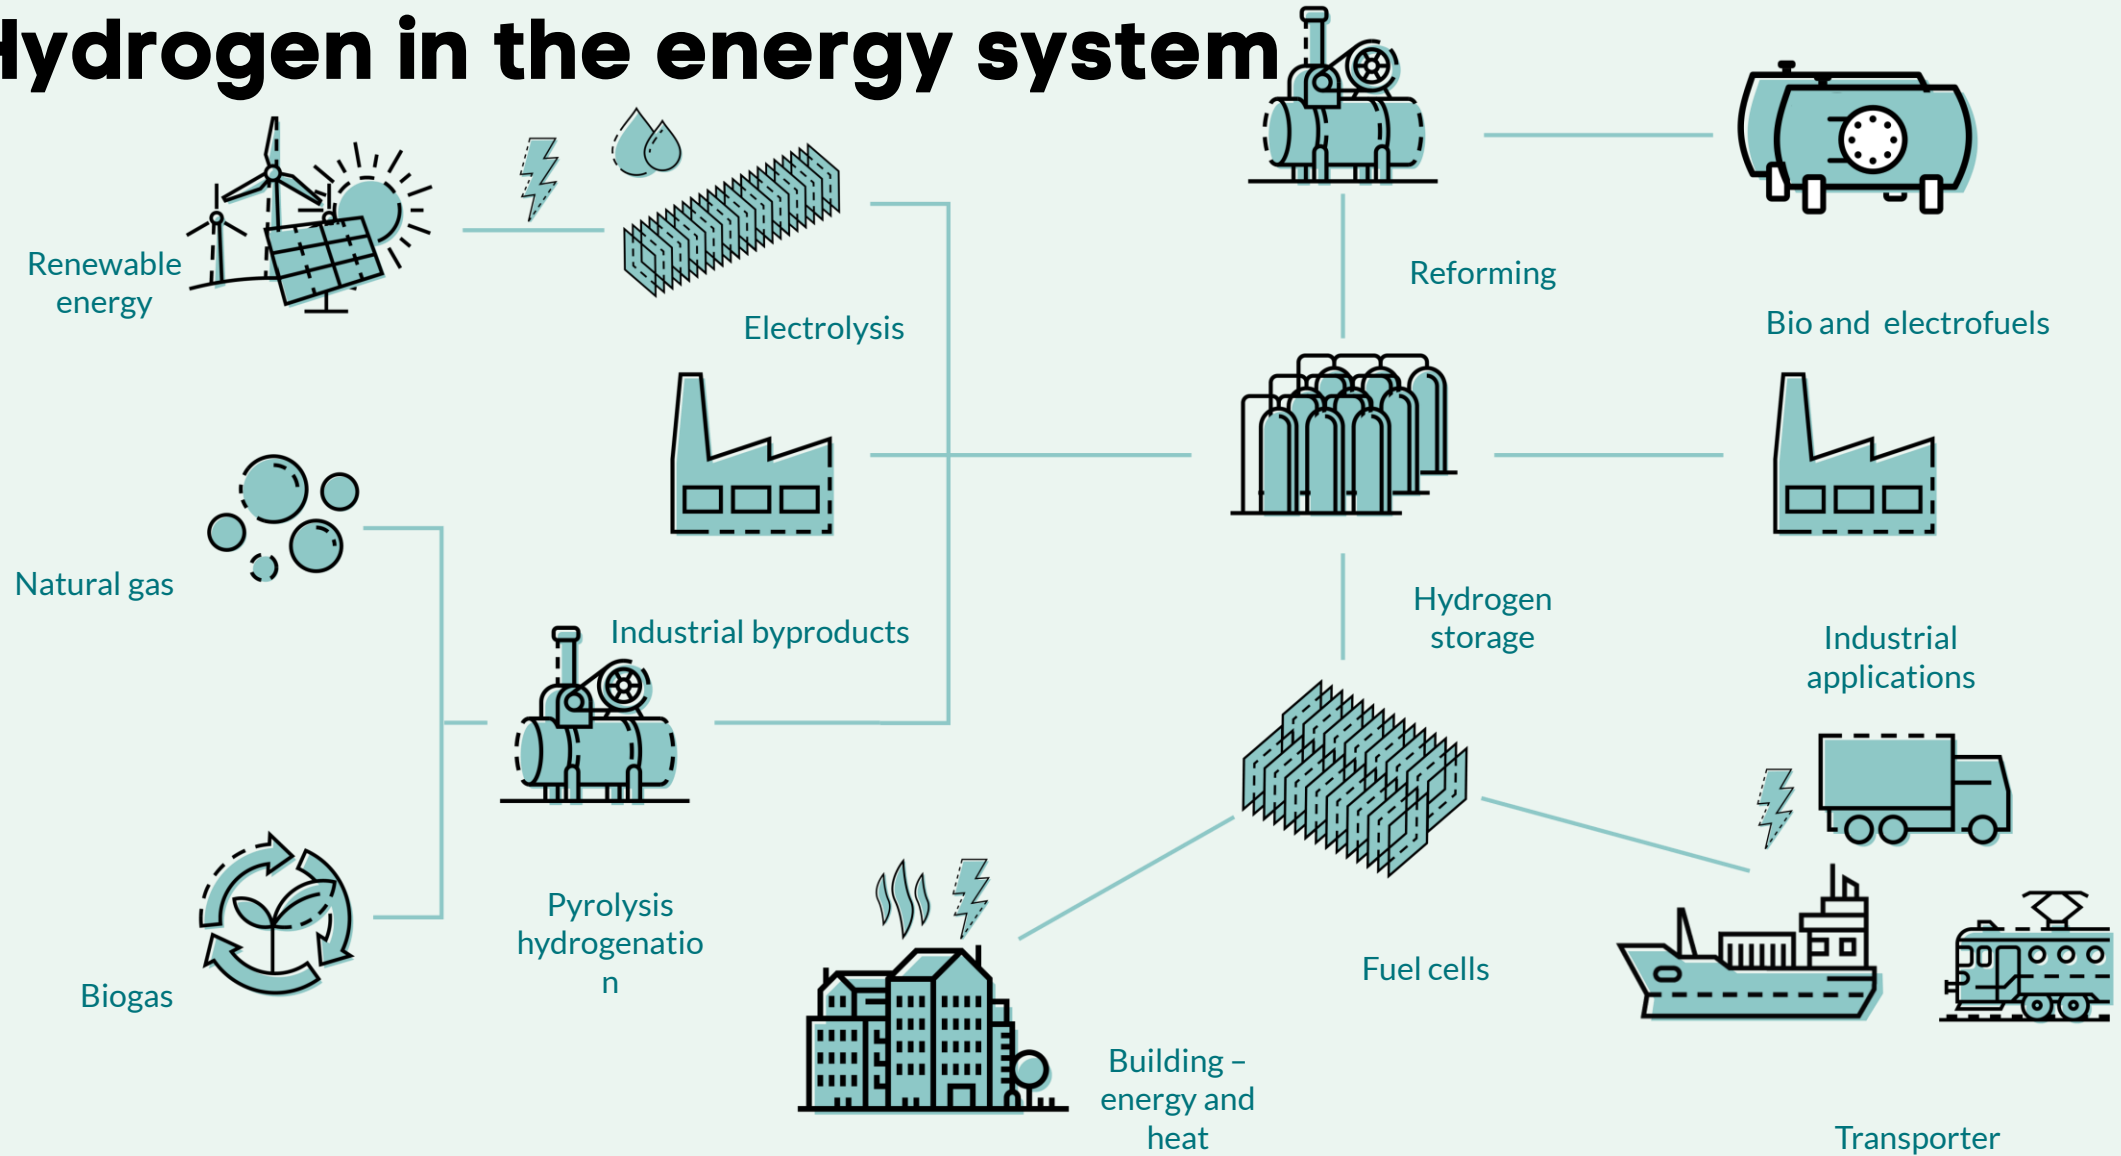 Hydrogen in the energy system
Renewable
energy
Electrolysis
Reforming
Bio and electrofuels
Natural gas
Industrial byproducts
Hydrogen
storage
Industrial
applications
Pyrolysis
hydrogenatio
n
Biogas
Fuel cells
Building –
energy and
heat
Transporter